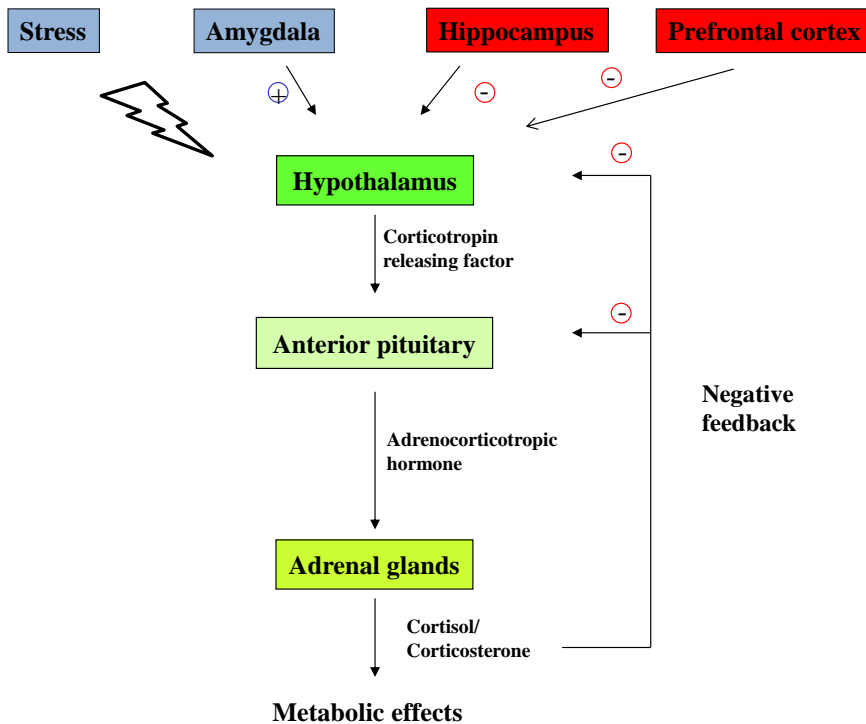 Stress
Amygdala
Hippocampus
Prefrontal cortex
+
-
-
-
Hypothalamus
Corticotropin
releasing factor
-
Anterior pituitary
Negative
feedback
Adrenocorticotropic
hormone
Adrenal glands
Cortisol/
Corticosterone
Metabolic effects